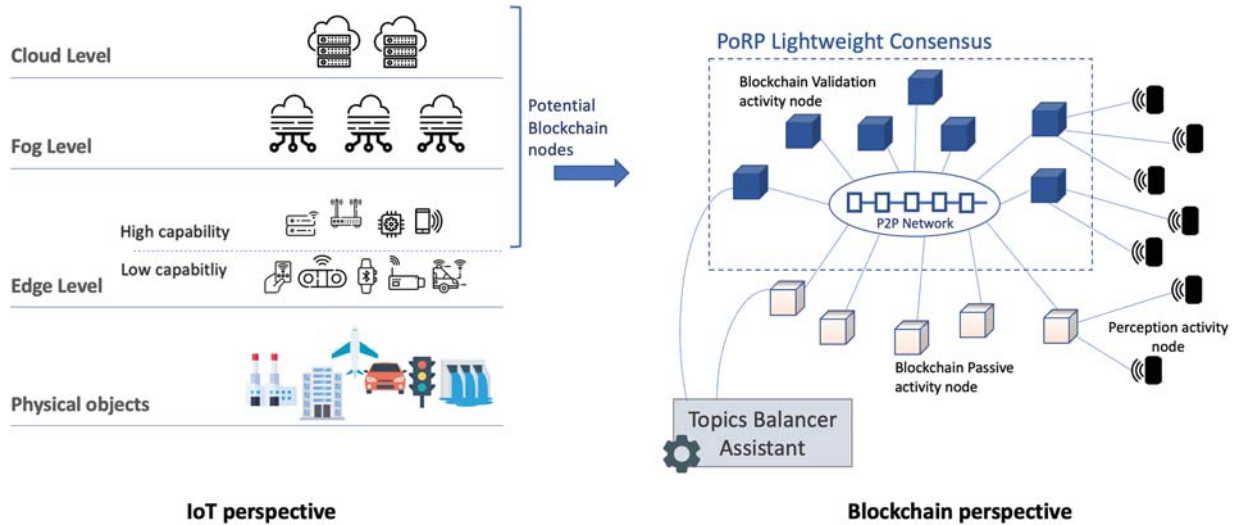 Cloud Level
Fog Level
High capability
Low capabitliy
Edge Level
Physical objects
Potential
Blockchain
nodes
IoT perspective
PoRP Lightweight Consensus
Blockchain Validation
activity node
P2P Network
Perception activity
node
Blockchain Passive
activity node
Topics Balancer
Assistant
Blockchain perspective